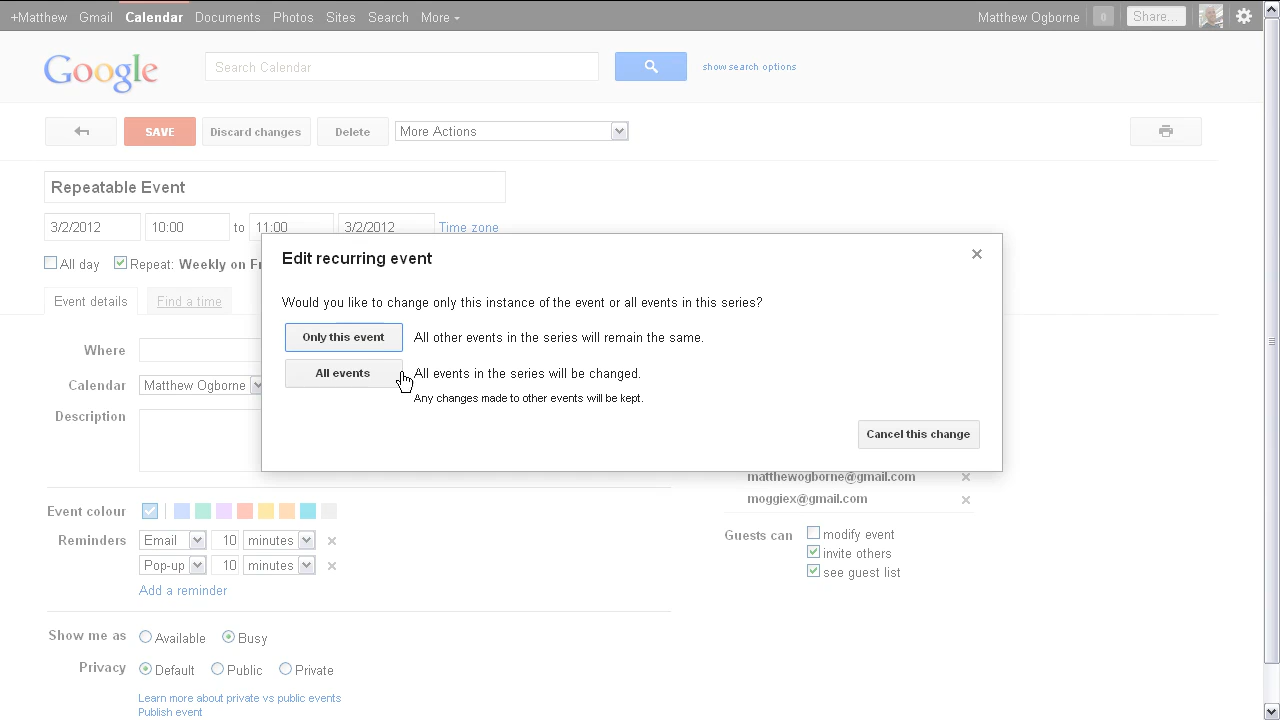 +Matthew Gmail Calendar Documents Photos Sites Search More
Matthew Ogborne 0 Share...
Google Search Calendar show search options
SAVE Discard changes Delete More Actions
Repeatable Event
3/2/2012 10:00 to 11:00 3/2/2012 Time zone
All day Repeat: Weekly on
Edit recurring event
Event details Find a time
Would you like to change only this instance of the event or all events in this series?
Only this event All other events in the series will remain the same.
All events All events in the series will be changed.
Any changes made to other events will be kept.
Cancel this change
Where
Calendar Matthew Ogborne
Description
matthewogborne@gmail.com
moggiex@gmail.com
Event colour
Guests can modify event
invite others
see guest list
Reminders Email 10 minutes
Pop-up 10 minutes
Add a reminder
Show me as Available Busy
Privacy Default Public Private
Learn more about private vs public events
Publish event